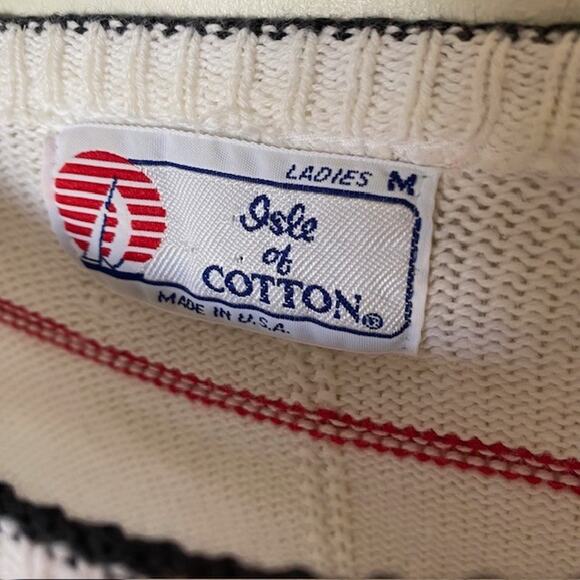 LADIES M
Isle
of
COTTON®
MADE IN U.S.A.